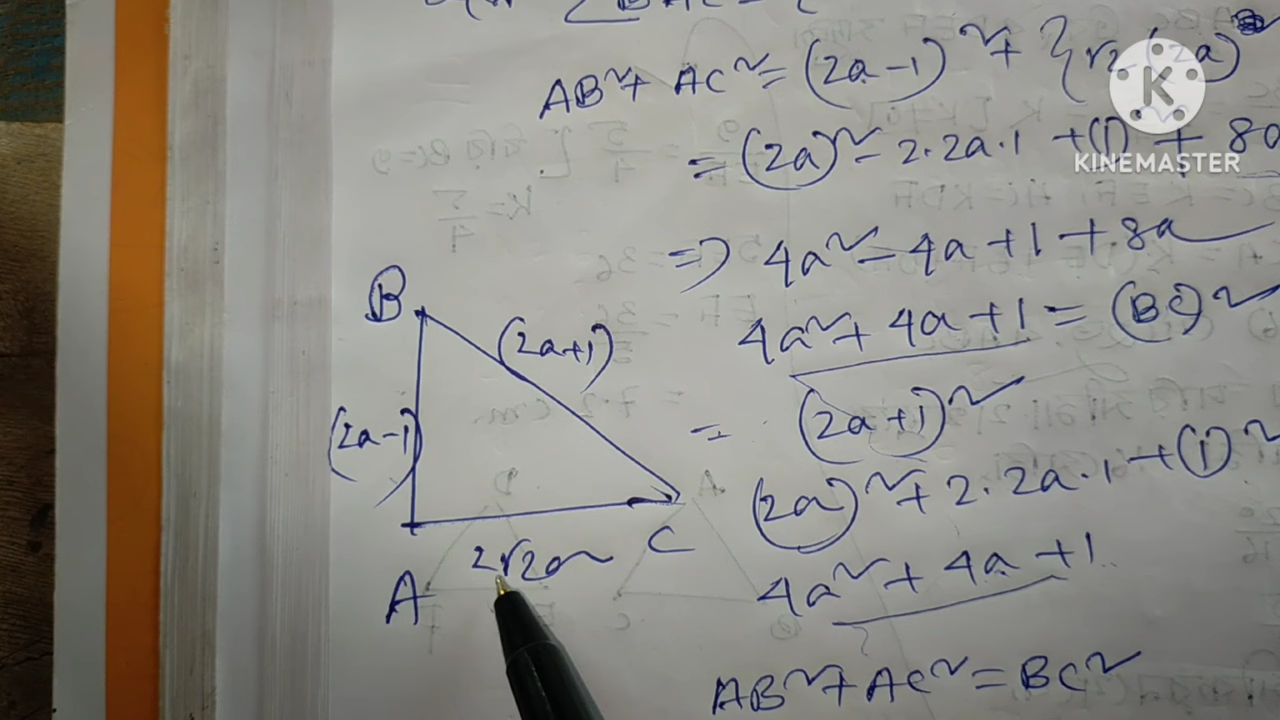 AB² + AC² = (2a-1)² + {√2 (2a)
= (2a)² - 2.2a.1 + (1)² + 8a
=> 4a² - 4a + 1 + 8a
4a² + 4a + 1 = (BC)²
= (2a+1)²
(2a)² + 2.2a.1 + (1)²
4a² + 4a + 1
AB² + AC² = BC²
B
(2a+1)
(2a-1)
A
2√2a
C
K
KINEMASTER